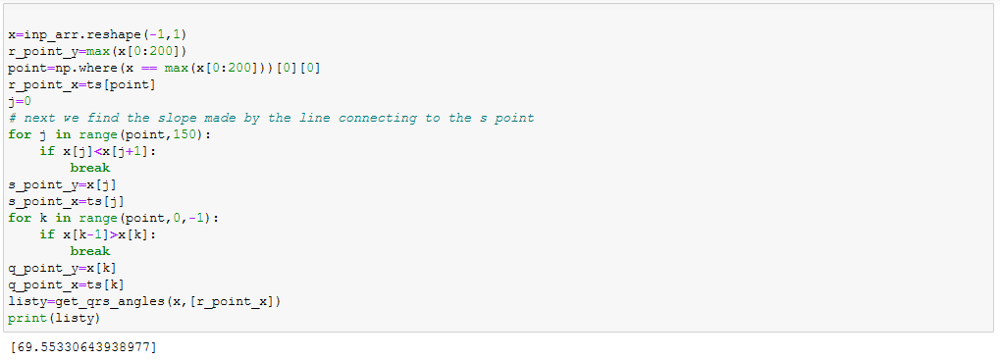 x=inp_arr.reshape(-1,1)
r_point_y=max(x[0:200])
point=np.where(x == max(x[0:200]))[0][0]
r_point_x=ts[point]
j=0
# next we find the slope made by the line connecting to the s point
for j in range(point,150):
    if x[j]<x[j+1]:
        break
s_point_y=x[j]
s_point_x=ts[j]
for k in range(point,0,-1):
    if x[k-1]>x[k]:
        break
q_point_y=x[k]
q_point_x=ts[k]
listy=get_qrs_angles(x,[r_point_x])
print(listy)
[69.55330643938977]